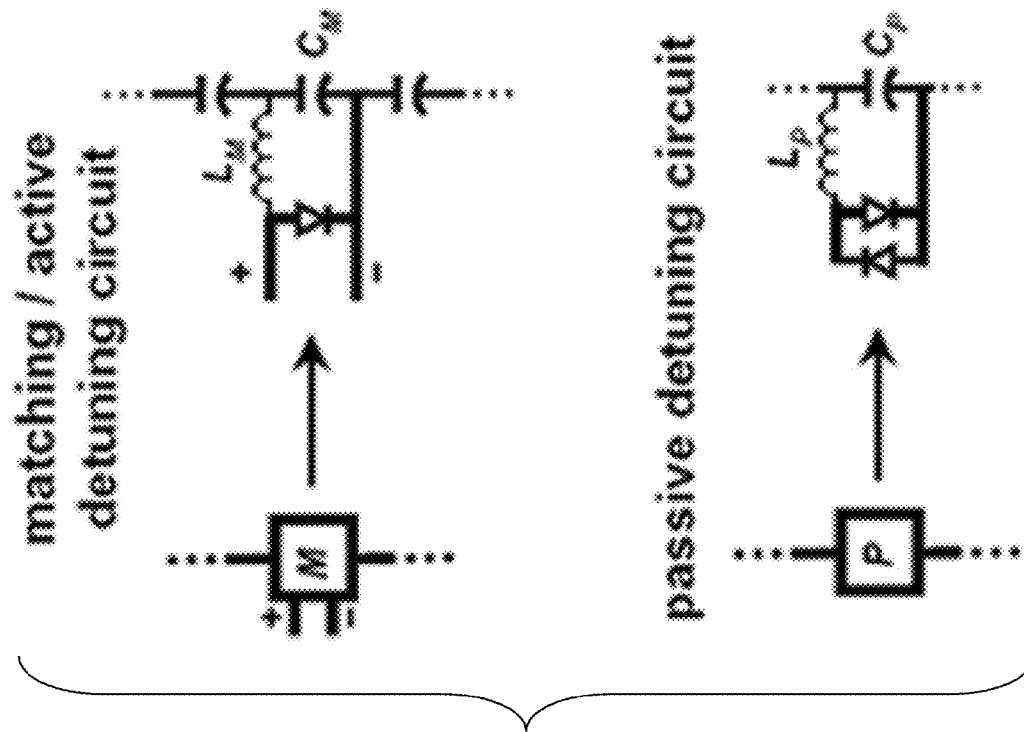 matching / active
detuning circuit
+
−
M
+
−
L_M
C_M
passive detuning circuit
P
L_P
C_P